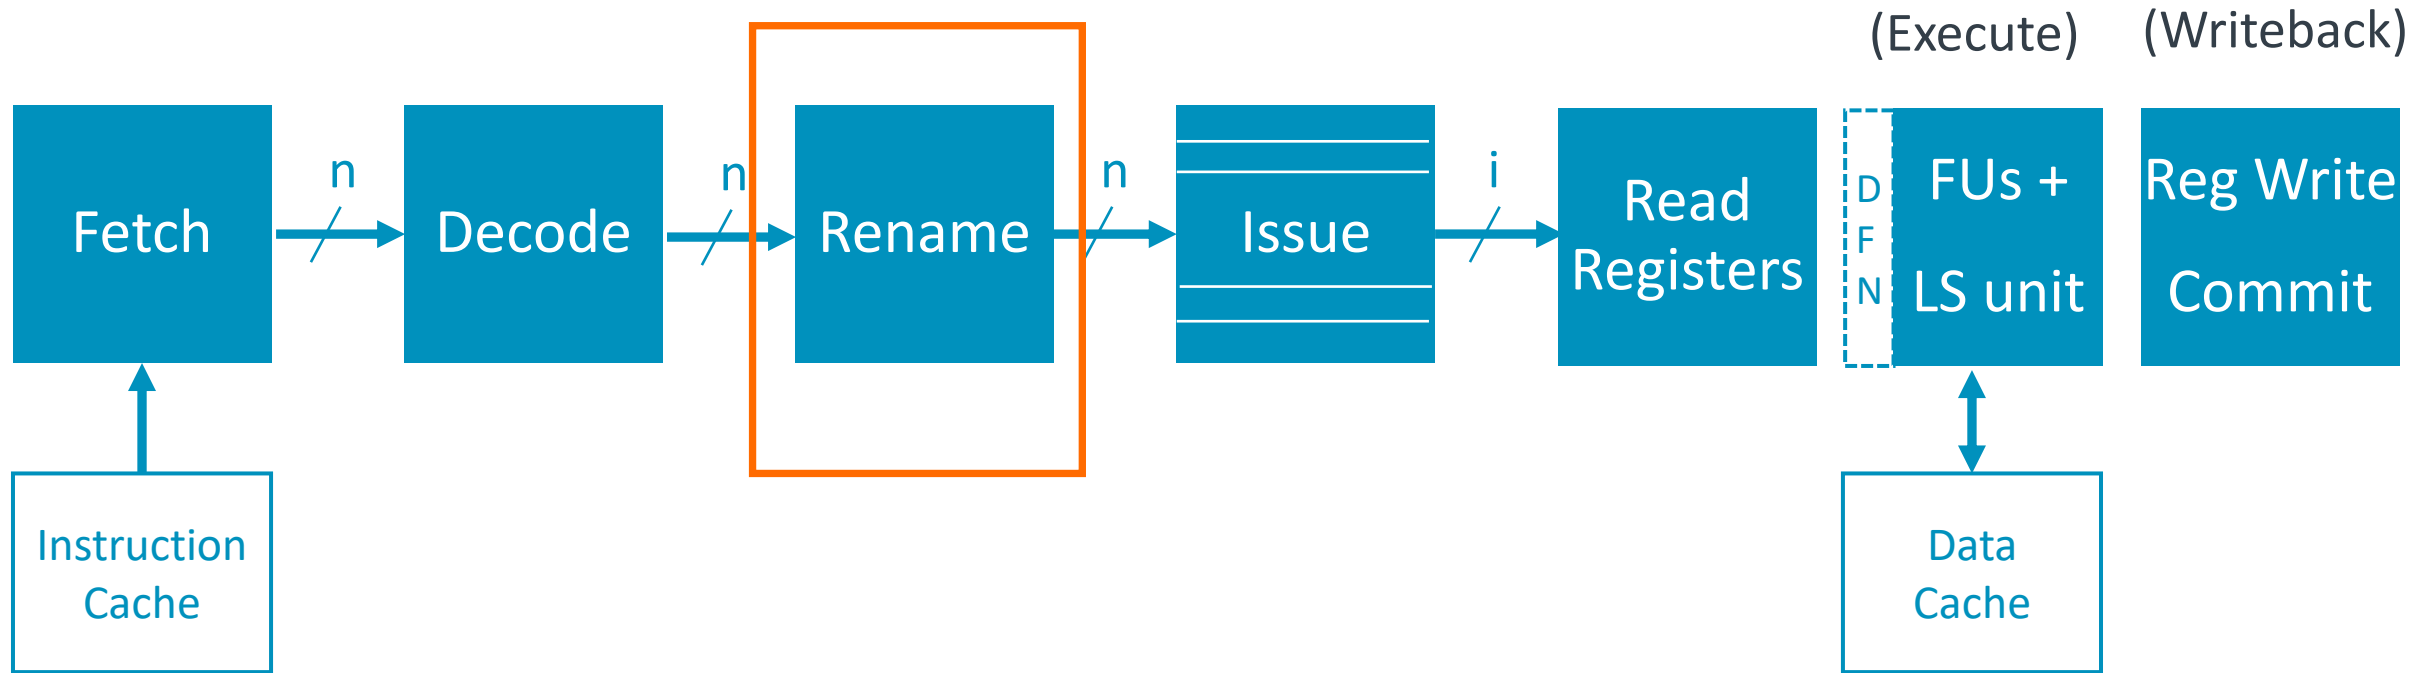 (Execute)
(Writeback)
Fetch
n
Decode
n
Rename
n
Issue
i
Read
Registers
D
F
N
FUs +
LS unit
Reg Write
Commit
Instruction
Cache
Data
Cache